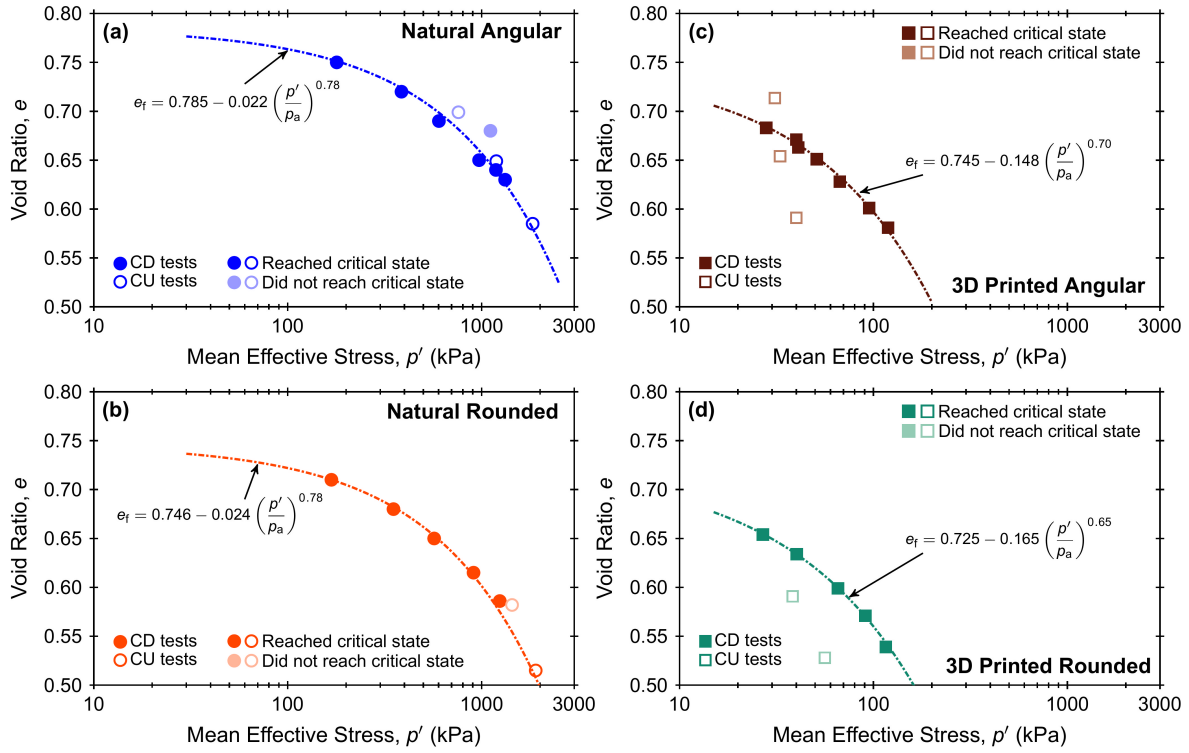 (a)
Natural Angular
0.80
0.75
0.70
0.65
0.60
0.55
0.50
Void Ratio, e
e_f = 0.785 − 0.022 (p′/p_a)^0.78
CD tests
CU tests
Reached critical state
Did not reach critical state
10
100
1000
3000
Mean Effective Stress, p′ (kPa)
(c)
Reached critical state
Did not reach critical state
0.80
0.75
0.70
0.65
0.60
0.55
0.50
Void Ratio, e
e_f = 0.745 − 0.148 (p′/p_a)^0.70
CD tests
CU tests
3D Printed Angular
10
100
1000
3000
Mean Effective Stress, p′ (kPa)
(b)
Natural Rounded
0.80
0.75
0.70
0.65
0.60
0.55
0.50
Void Ratio, e
e_f = 0.746 − 0.024 (p′/p_a)^0.78
CD tests
CU tests
Reached critical state
Did not reach critical state
10
100
1000
3000
Mean Effective Stress, p′ (kPa)
(d)
Reached critical state
Did not reach critical state
0.80
0.75
0.70
0.65
0.60
0.55
0.50
Void Ratio, e
e_f = 0.725 − 0.165 (p′/p_a)^0.65
CD tests
CU tests
3D Printed Rounded
10
100
1000
3000
Mean Effective Stress, p′ (kPa)